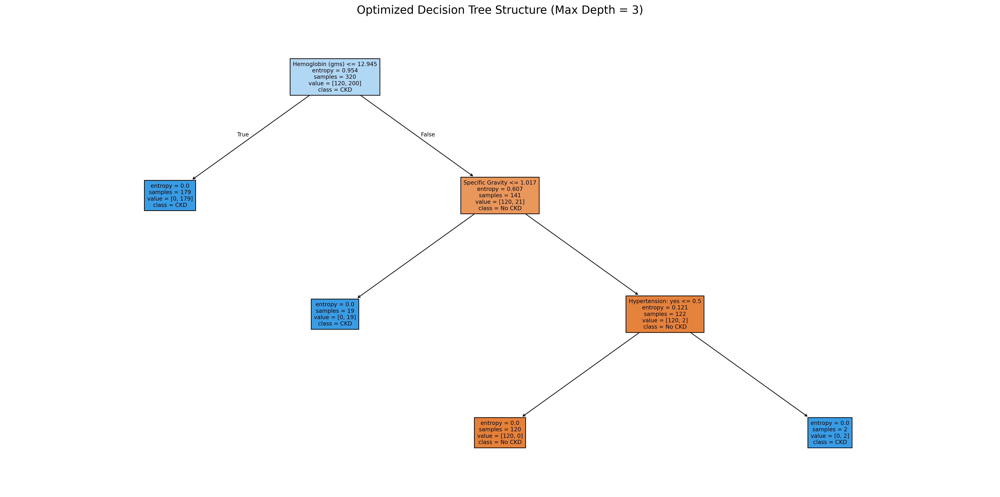 Optimized Decision Tree Structure (Max Depth = 3)
Hemoglobin (gms) <= 12.945
entropy = 0.954
samples = 320
value = [120, 200]
class = CKD
True
False
entropy = 0.0
samples = 179
value = [0, 179]
class = CKD
Specific Gravity <= 1.017
entropy = 0.607
samples = 141
value = [120, 21]
class = No CKD
entropy = 0.0
samples = 19
value = [0, 19]
class = CKD
Hypertension: yes <= 0.5
entropy = 0.121
samples = 122
value = [120, 2]
class = No CKD
entropy = 0.0
samples = 120
value = [120, 0]
class = No CKD
entropy = 0.0
samples = 2
value = [0, 2]
class = CKD